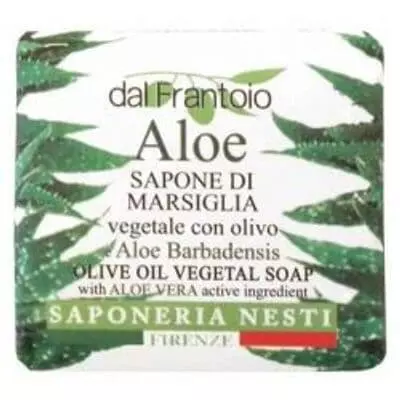 dal Frantoio
Aloe
SAPONE DI
MARSIGLIA
vegetale con olivo
Aloe Barbadensis
OLIVE OIL VEGETAL SOAP
with ALOE VERA active ingredient
SAPONERIA NESTI
FIRENZE